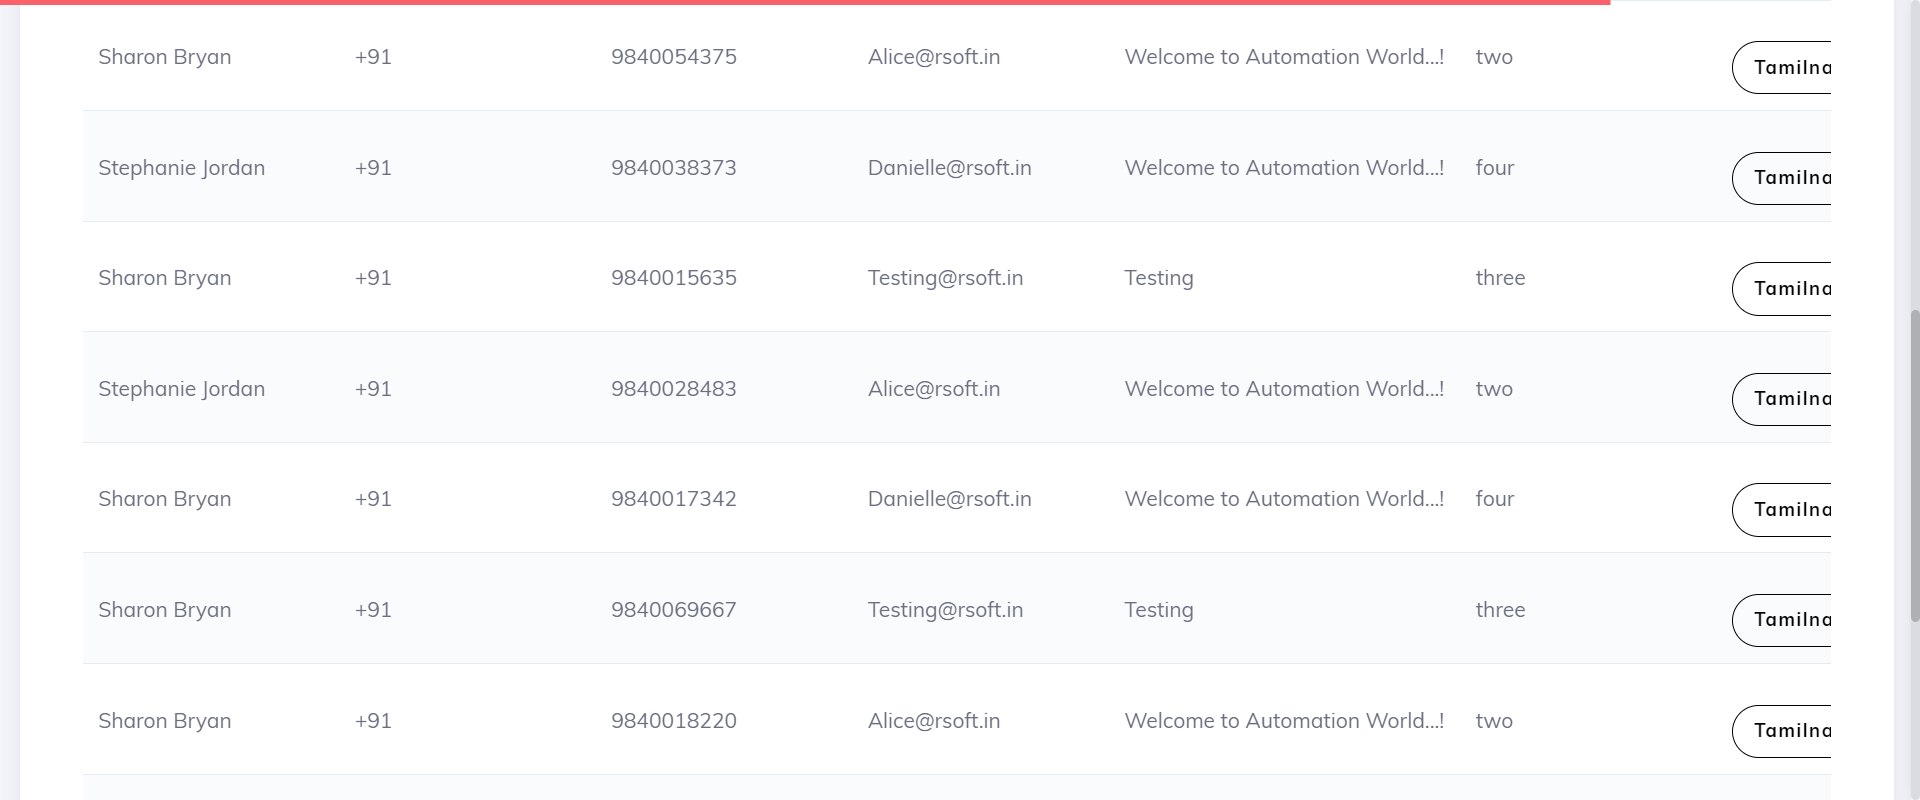 Sharon Bryan +91 9840054375 Alice@rsoft.in Welcome to Automation World...! two Tamilna
Stephanie Jordan +91 9840038373 Danielle@rsoft.in Welcome to Automation World...! four Tamilna
Sharon Bryan +91 9840015635 Testing@rsoft.in Testing three Tamilna
Stephanie Jordan +91 9840028483 Alice@rsoft.in Welcome to Automation World...! two Tamilna
Sharon Bryan +91 9840017342 Danielle@rsoft.in Welcome to Automation World...! four Tamilna
Sharon Bryan +91 9840069667 Testing@rsoft.in Testing three Tamilna
Sharon Bryan +91 9840018220 Alice@rsoft.in Welcome to Automation World...! two Tamilna